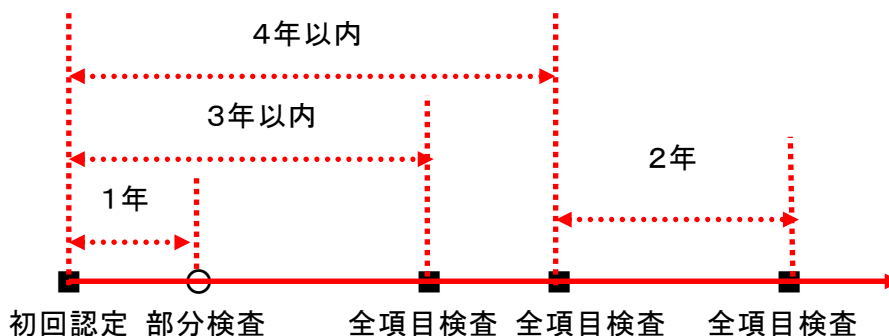 ４年以内
３年以内
２年
１年
初回認定 部分検査 全項目検査 全項目検査 全項目検査